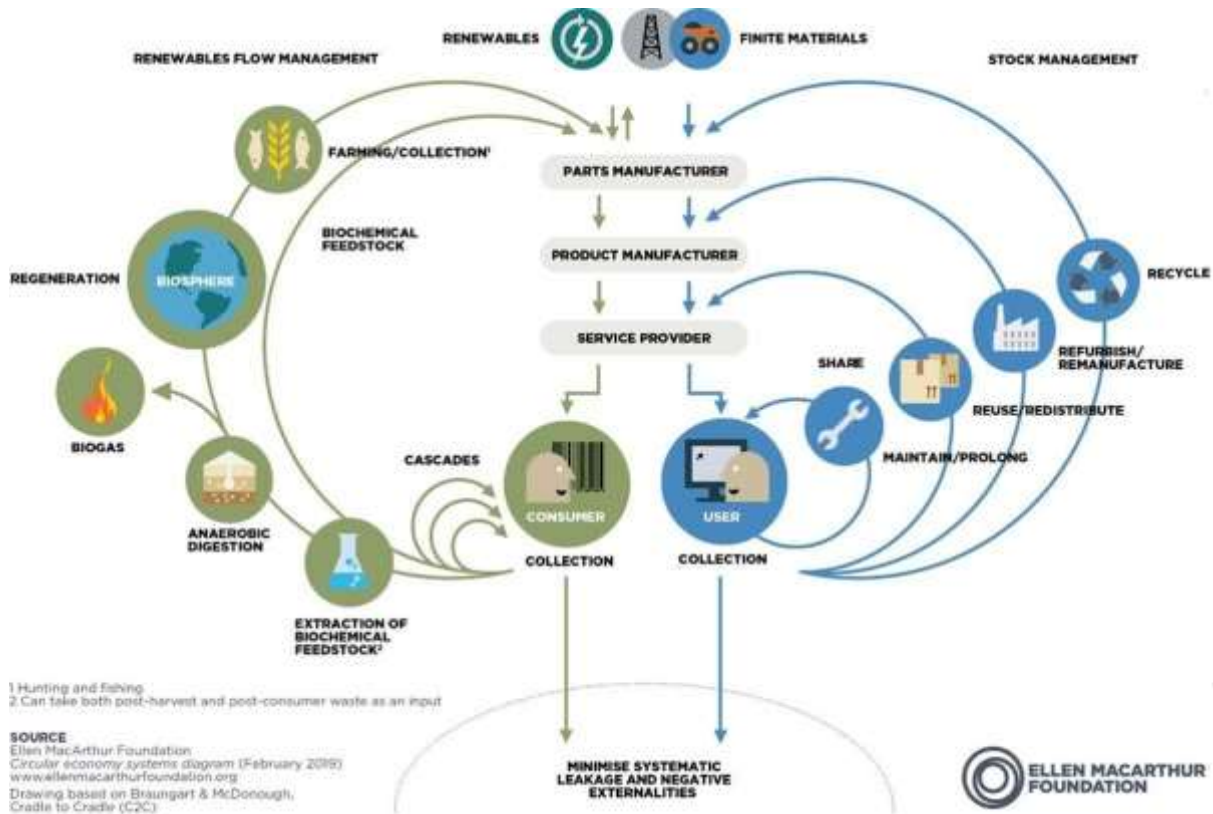 RENEWABLES
FINITE MATERIALS
RENEWABLES FLOW MANAGEMENT
STOCK MANAGEMENT
FARMING/COLLECTION¹
PARTS MANUFACTURER
BIOCHEMICAL
FEEDSTOCK
PRODUCT MANUFACTURER
REGENERATION
BIOSPHERE
RECYCLE
SERVICE PROVIDER
SHARE
REFURBISH/
REMANUFACTURE
REUSE/REDISTRIBUTE
BIOGAS
CASCADES
MAINTAIN/PROLONG
CONSUMER
USER
ANAEROBIC
DIGESTION
COLLECTION
COLLECTION
EXTRACTION OF
BIOCHEMICAL
FEEDSTOCK²
1 Hunting and fishing
2 Can take both post-harvest and post-consumer waste as an input
SOURCE
Ellen MacArthur Foundation
Circular economy systems diagram (February 2019)
www.ellenmacarthurfoundation.org
Drawing based on Braungart & McDonough,
Cradle to Cradle (C2C)
MINIMISE SYSTEMATIC
LEAKAGE AND NEGATIVE
EXTERNALITIES
ELLEN MACARTHUR
FOUNDATION